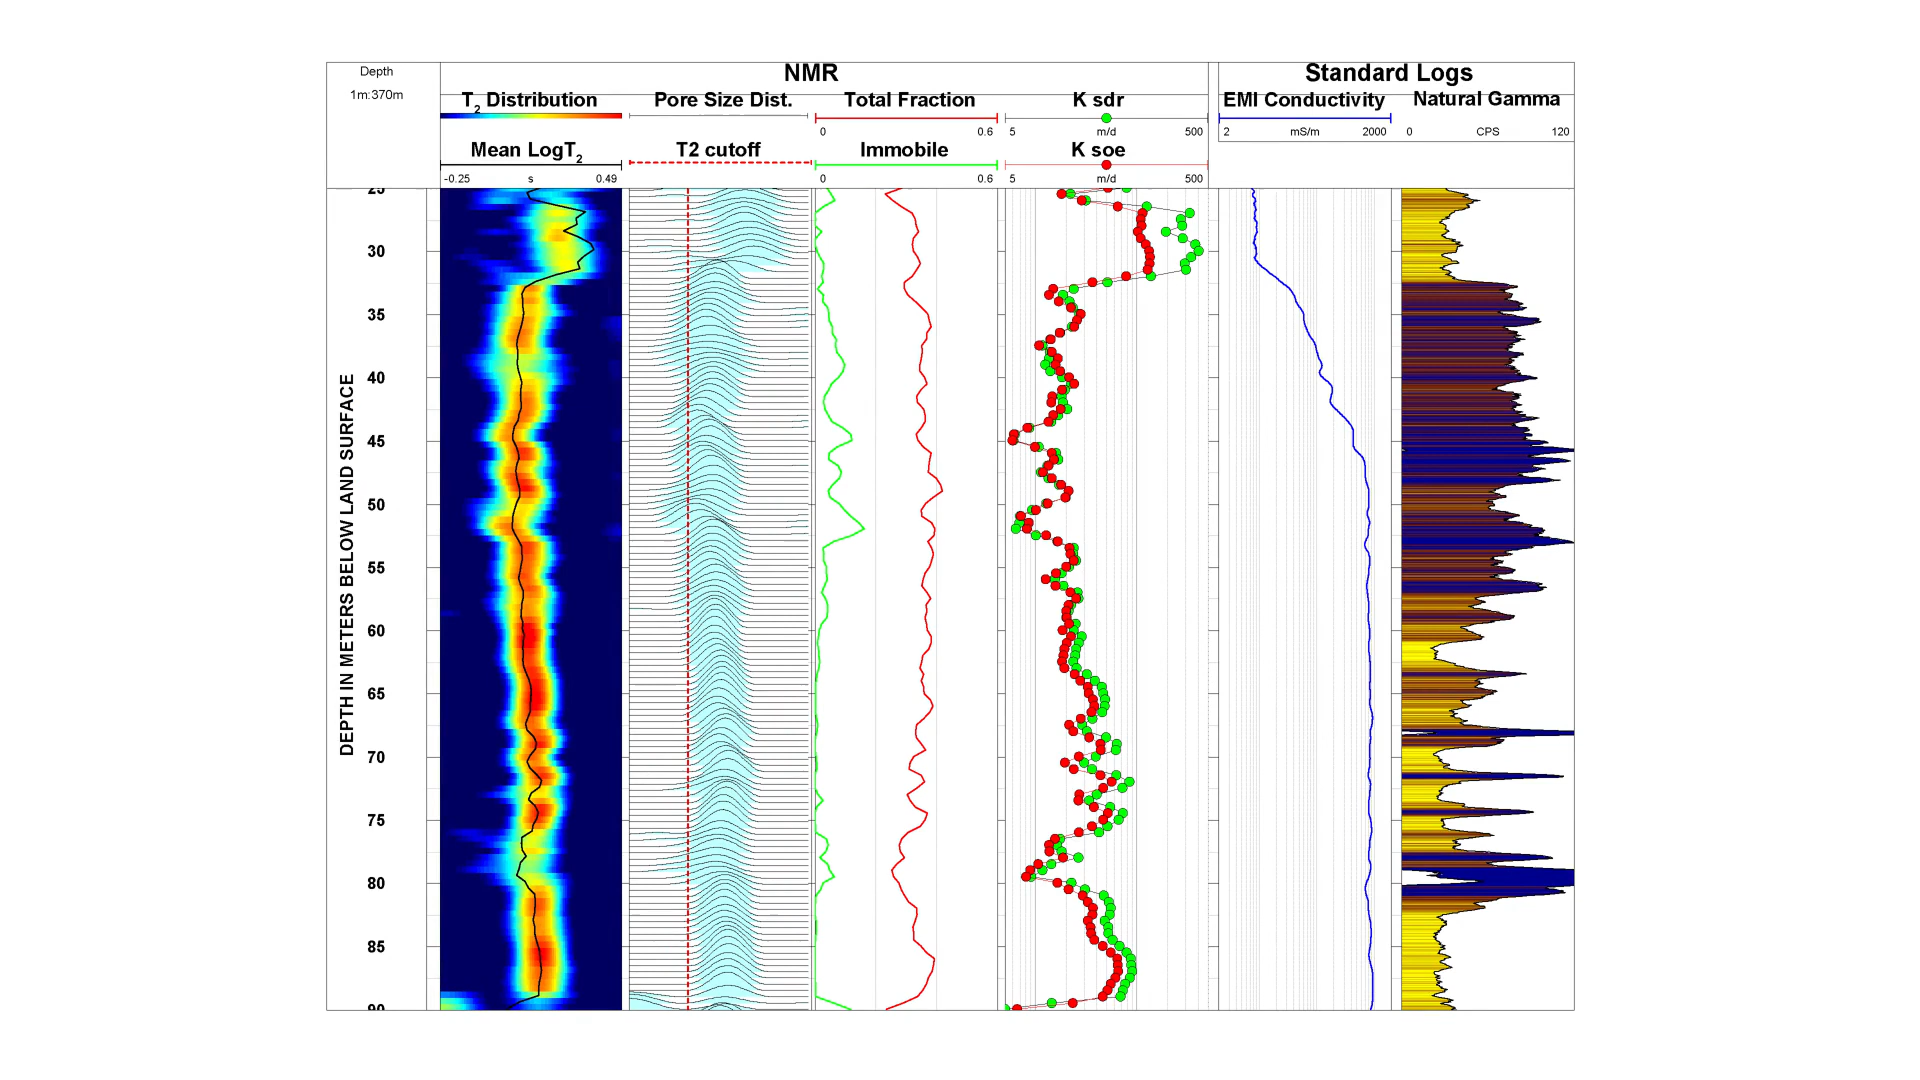 Depth
1m:370m
NMR
Standard Logs
T2 Distribution
Pore Size Dist.
Total Fraction
K sdr
EMI Conductivity
Natural Gamma
0 0.6
5 m/d 500
2 mS/m 2000
0 CPS 120
Mean LogT2
T2 cutoff
Immobile
K soe
-0.25 s 0.49
0 0.6
5 m/d 500
DEPTH IN METERS BELOW LAND SURFACE
25
30
35
40
45
50
55
60
65
70
75
80
85
90